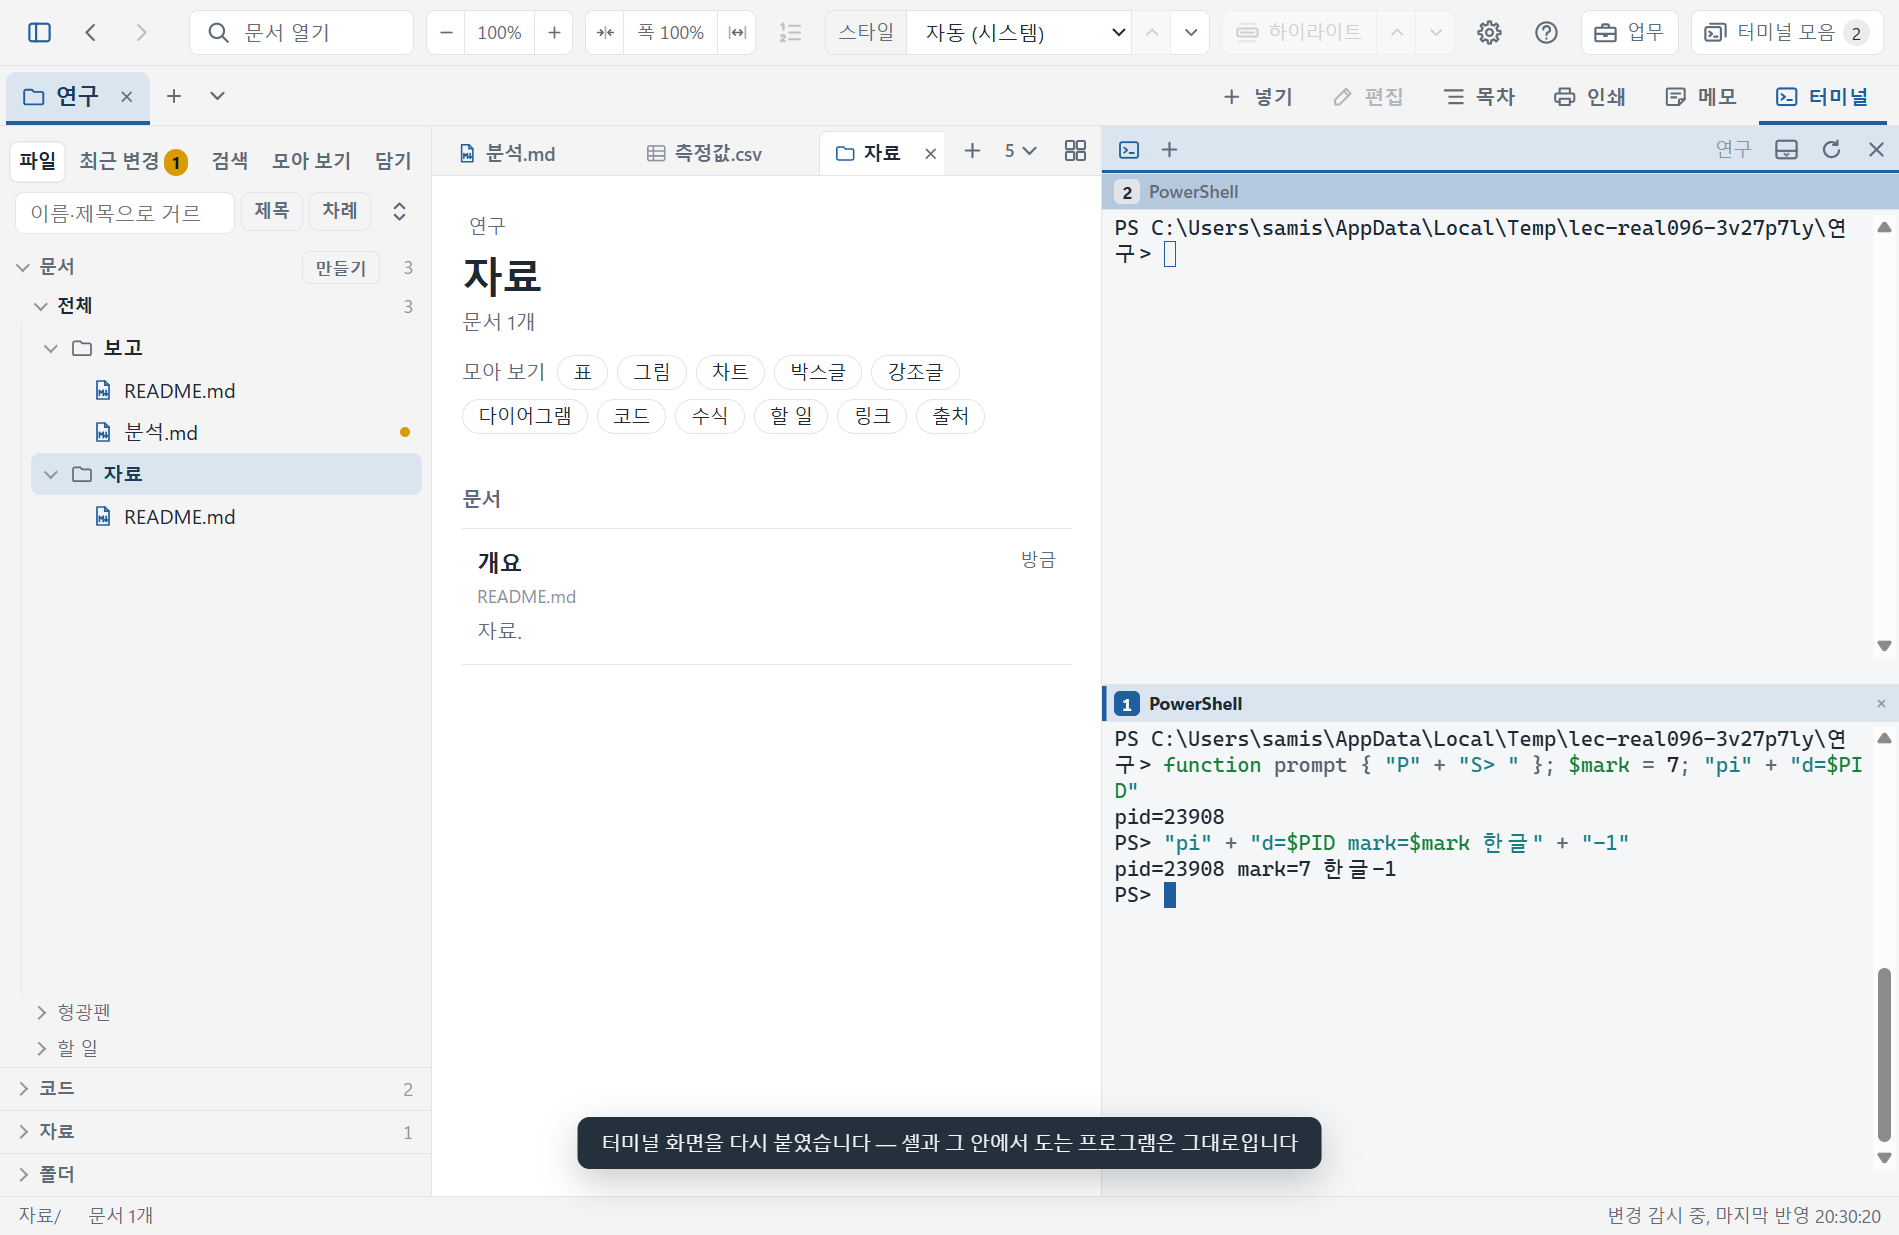 문서 열기
100%
폭 100%
스타일
자동 (시스템)
하이라이트
업무
터미널 모음 2
연구
넣기
편집
목차
인쇄
메모
터미널
파일
최근 변경 1
검색
모아 보기
담기
이름·제목으로 거르
제목
차례
문서
만들기
3
전체
3
보고
README.md
분석.md
자료
README.md
형광펜
할 일
코드
2
자료
1
폴더
분석.md
측정값.csv
자료
5
연구
자료
문서 1개
모아 보기
표
그림
차트
박스글
강조글
다이어그램
코드
수식
할 일
링크
출처
문서
개요
방금
README.md
자료.
연구
2 PowerShell
PS C:\Users\samis\AppData\Local\Temp\lec-real096-3v27p7ly\연
구>
1 PowerShell
PS C:\Users\samis\AppData\Local\Temp\lec-real096-3v27p7ly\연
구> function prompt { "P" + "S> " }; $mark = 7; "pi" + "d=$PI
D"
pid=23908
PS> "pi" + "d=$PID mark=$mark 한글" + "-1"
pid=23908 mark=7 한글-1
PS>
터미널 화면을 다시 붙였습니다 — 셸과 그 안에서 도는 프로그램은 그대로입니다
자료/
문서 1개
변경 감시 중, 마지막 반영 20:30:20